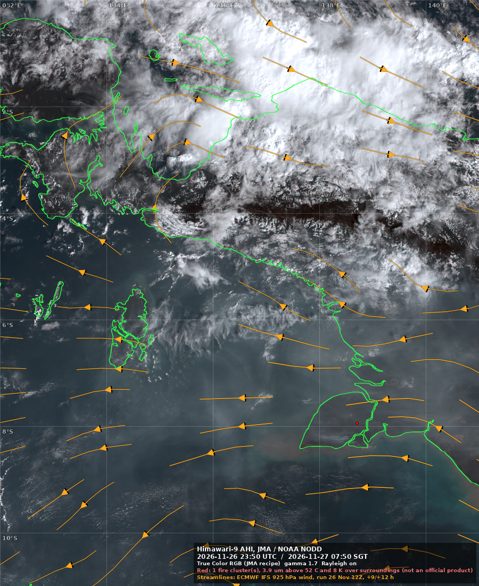 134°E
138°E
140°E
4°S
6°S
8°S
10°S
Himawari-9 AHI, JMA / NOAA NODD
2026-11-26 23:50 UTC / 2026-11-27 07:50 SGT
True Color RGB (JMA recipe) gamma 1.7 Rayleigh on
Red: 1 fire cluster(s), 3.9 um above 52 C and 8 K over surroundings (not an official product)
Streamlines: ECMWF IFS 925 hPa wind, run 26 Nov 12Z, +9/+12 h